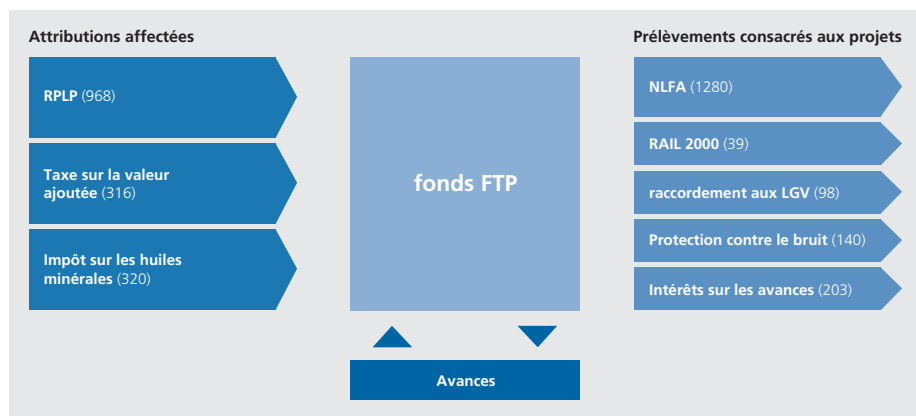 Attributions affectées
RPLP (968)
Taxe sur la valeur
ajoutée (316)
Impôt sur les huiles
minérales (320)
fonds FTP
Avances
Prélèvements consacrés aux projets
NLFA (1280)
RAIL 2000 (39)
raccordement aux LGV (98)
Protection contre le bruit (140)
Intérêts sur les avances (203)